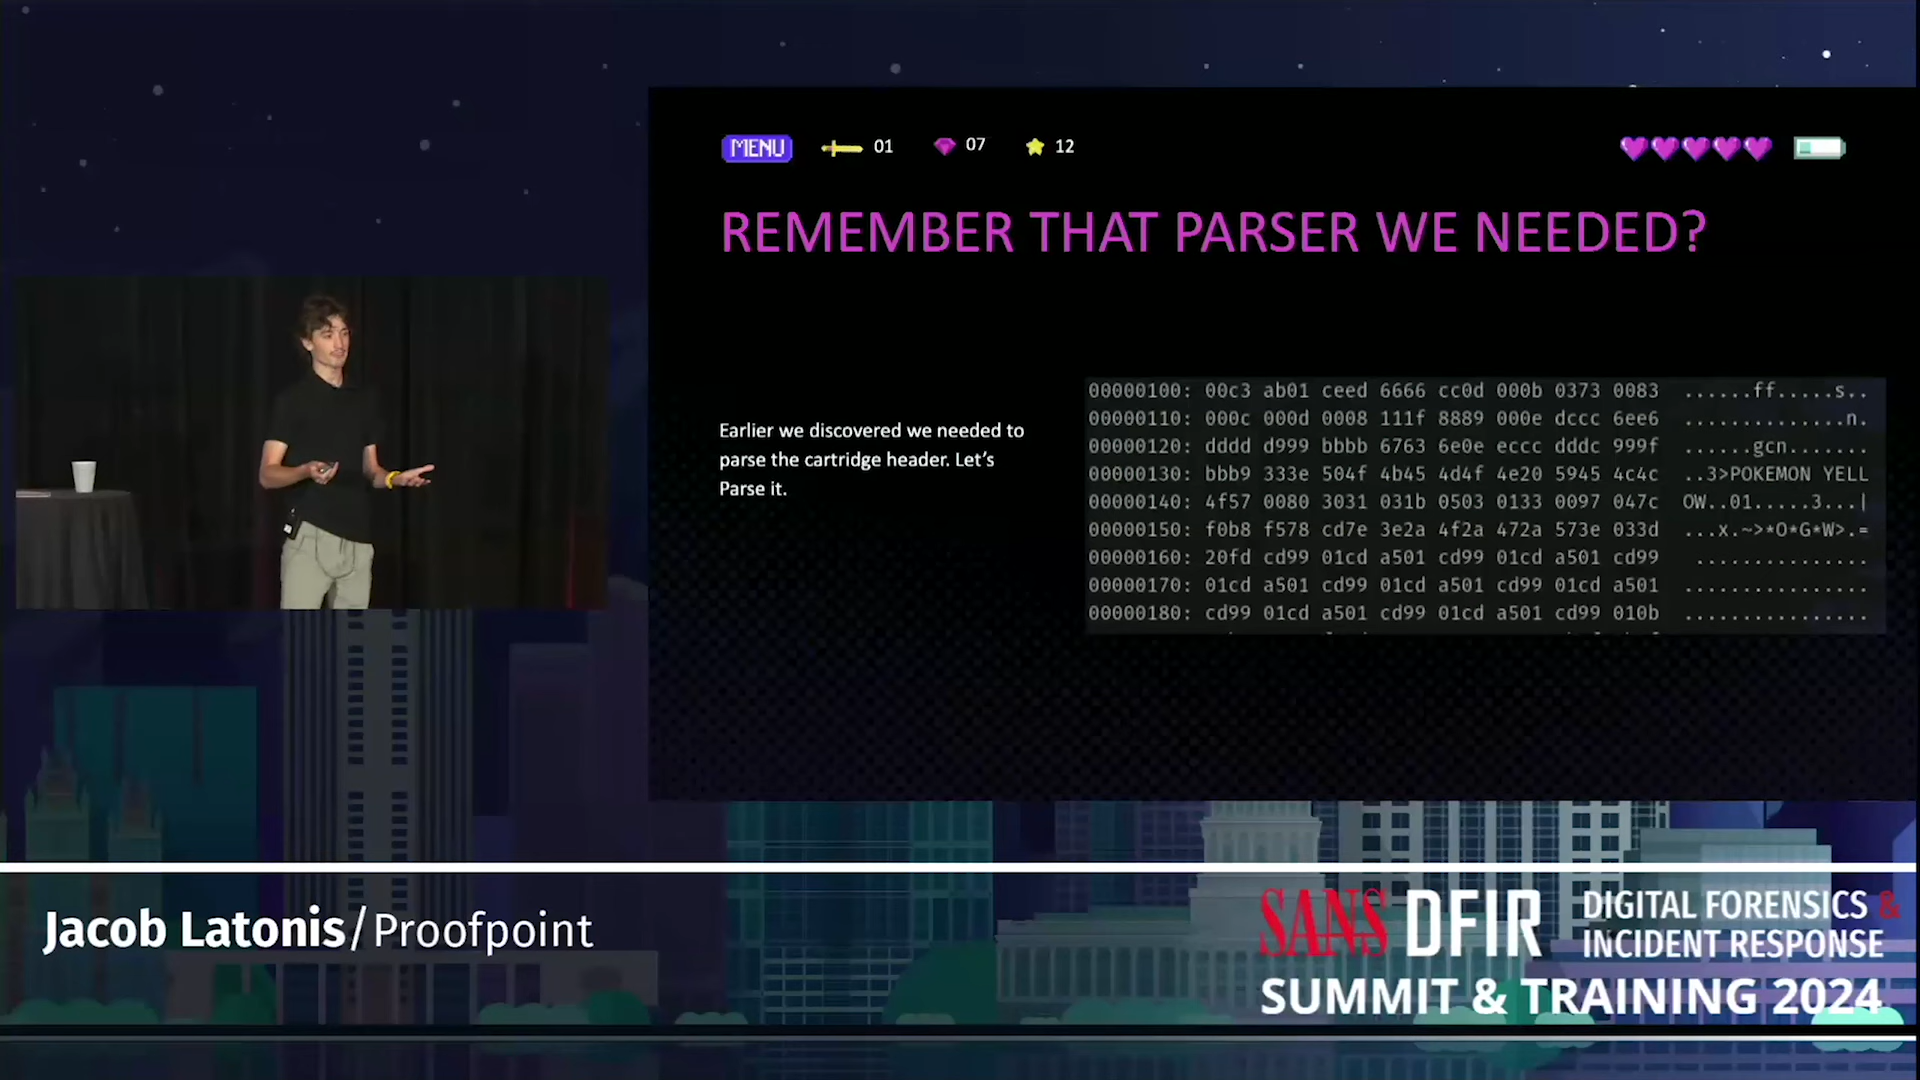 MENU 01 07 12
REMEMBER THAT PARSER WE NEEDED?
Earlier we discovered we needed to
parse the cartridge header. Let's
Parse it.
00000100: 00c3 ab01 ceed 6666 cc0d 000b 0373 0083 ......ff.....s..
00000110: 000c 000d 0008 111f 8889 000e dccc 6ee6 ..............n.
00000120: dddd d999 bbbb 6763 6e0e eccc dddc 999f ......gcn.......
00000130: bbb9 333e 504f 4b45 4d4f 4e20 5945 4c4c ..3>POKEMON YELL
00000140: 4f57 0080 3031 031b 0503 0133 0097 047c OW..01.....3...|
00000150: f0b8 f578 cd7e 3e2a 4f2a 472a 573e 033d ...x.~>*O*G*W>.=
00000160: 20fd cd99 01cd a501 cd99 01cd a501 cd99  ...............
00000170: 01cd a501 cd99 01cd a501 cd99 01cd a501 ................
00000180: cd99 01cd a501 cd99 01cd a501 cd99 010b ................
Jacob Latonis/Proofpoint
SANS DFIR DIGITAL FORENSICS &
INCIDENT RESPONSE
SUMMIT & TRAINING 2024